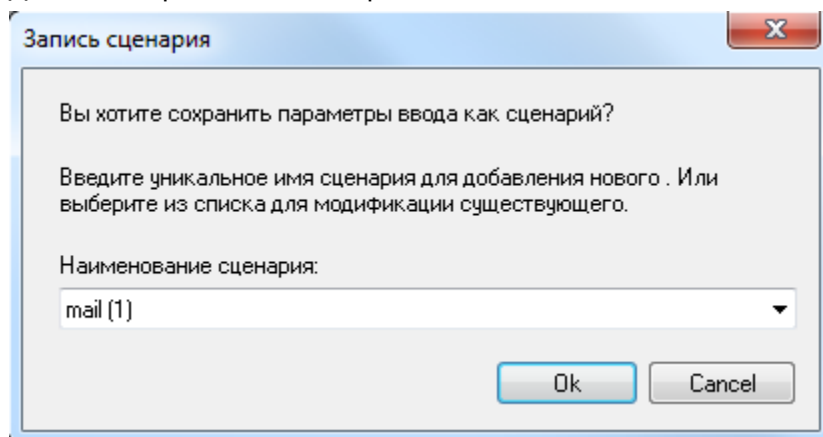 Запись сценария
Вы хотите сохранить параметры ввода как сценарий?
Введите уникальное имя сценария для добавления нового . Или
выберите из списка для модификации существующего.
Наименование сценария:
mail (1)
Ok
Cancel